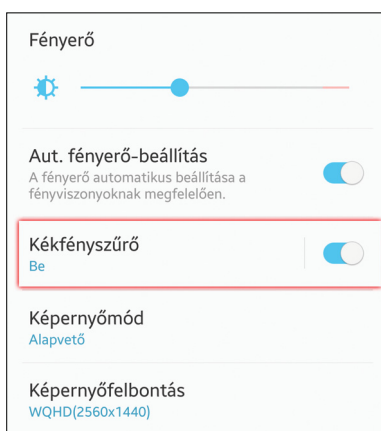 Fényerő
Aut. fényerő-beállítás
A fényerő automatikus beállítása a
fényviszonyoknak megfelelően.
Kékfényszűrő
Be
Képernyőmód
Alapvető
Képernyőfelbontás
WQHD(2560x1440)